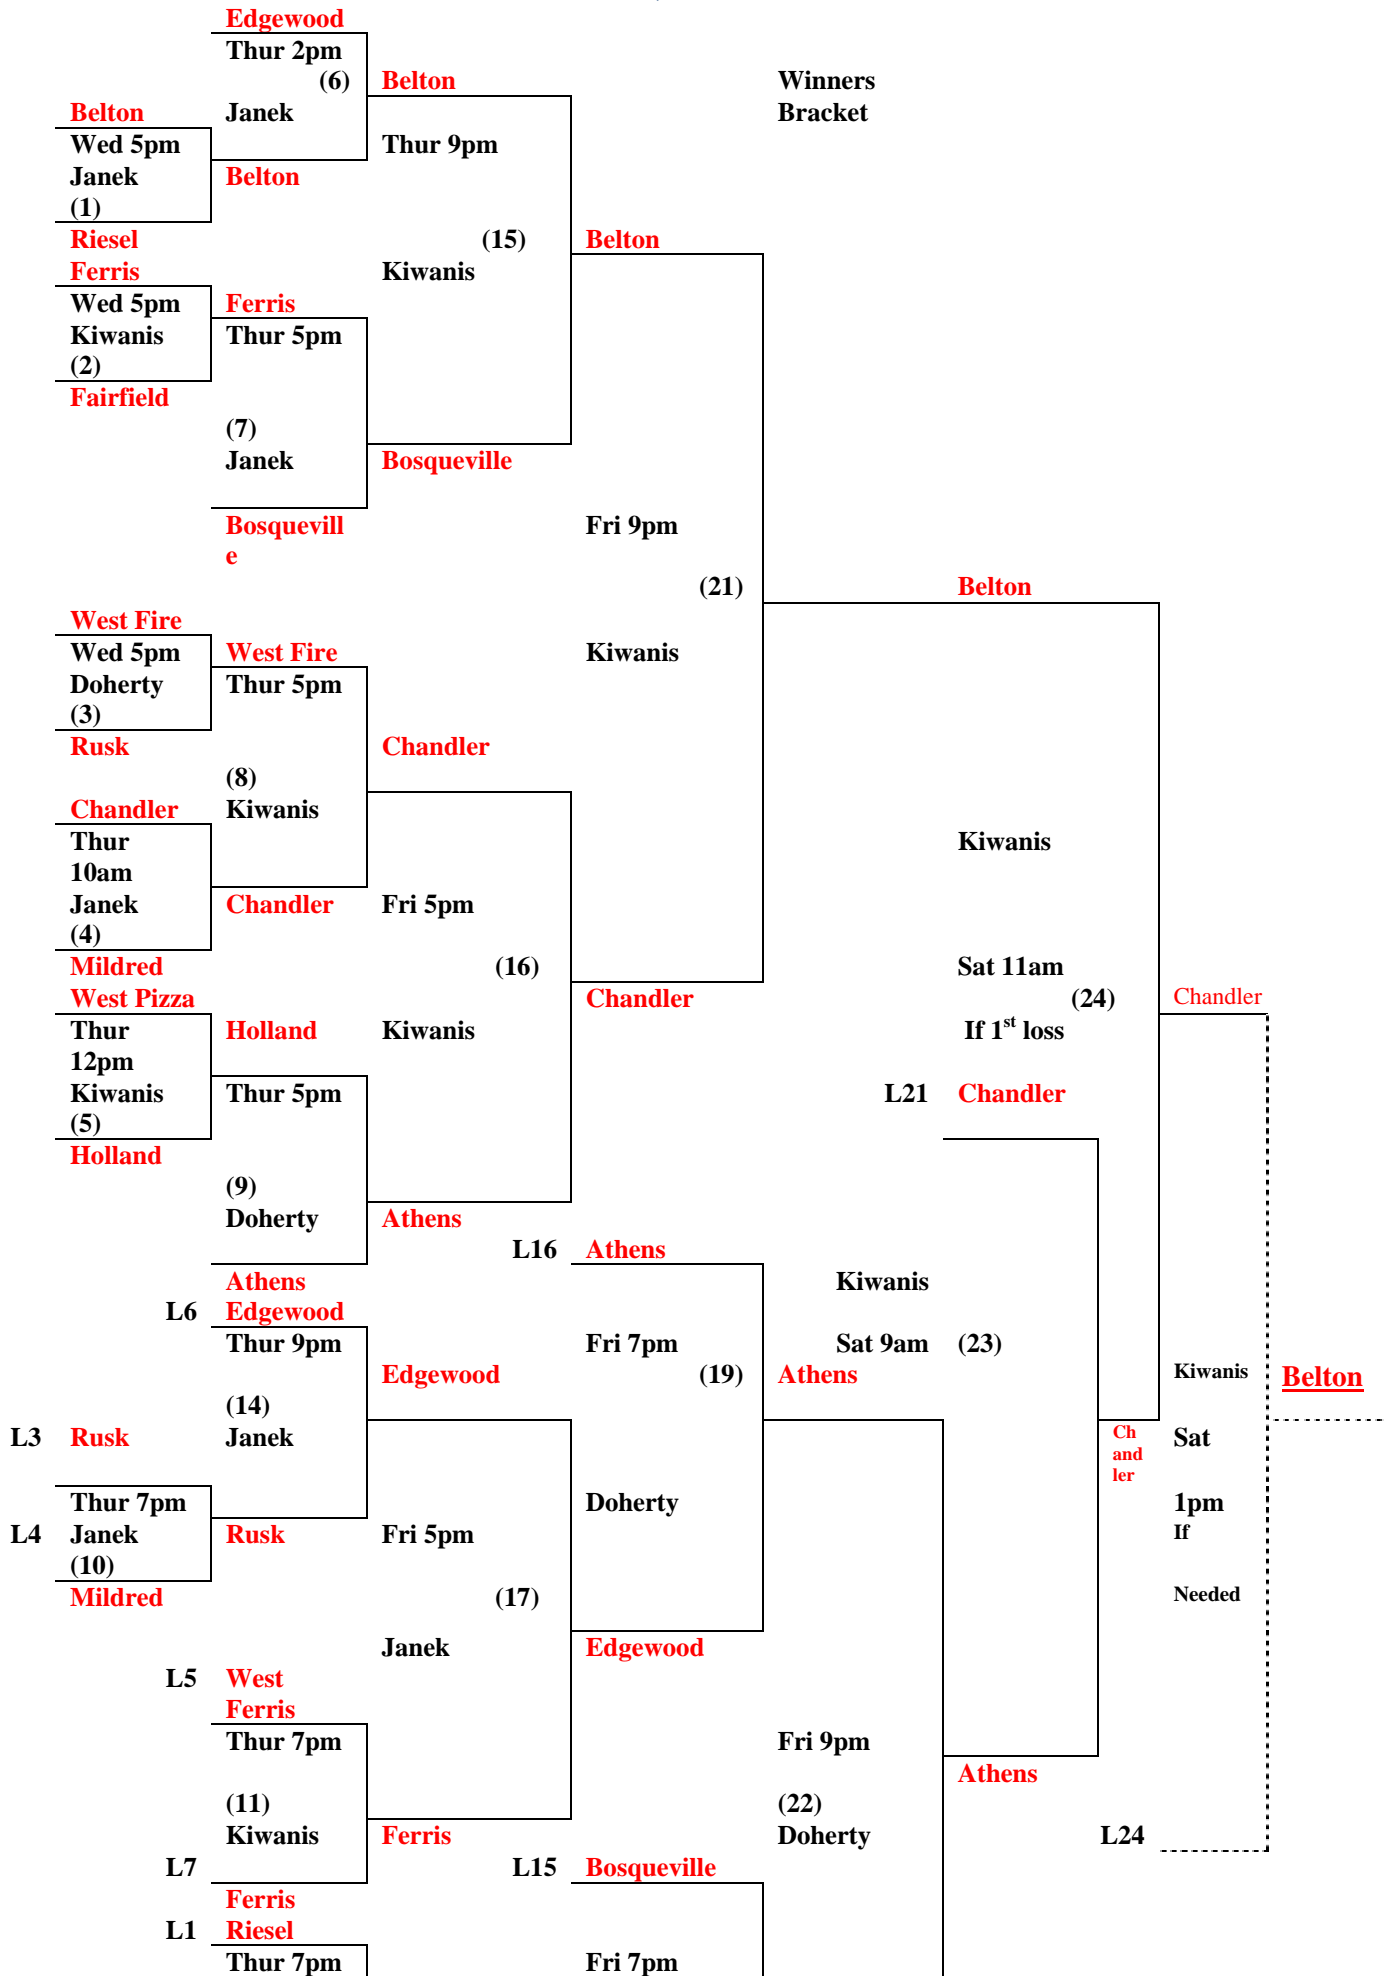 Edgewood
Thur 2pm
(6)
Belton
Winners
Belton
Janek
Bracket
Wed 5pm
Thur 9pm
Janek
Belton
(1)
Riesel
(15)
Belton
Ferris
Kiwanis
Wed 5pm
Ferris
Kiwanis
Thur 5pm
(2)
Fairfield
(7)
Janek
Bosqueville
Bosquevill
e
Fri 9pm
(21)
Belton
West Fire
Wed 5pm
West Fire
Kiwanis
Doherty
Thur 5pm
(3)
Rusk
Chandler
(8)
Chandler
Kiwanis
Thur
Kiwanis
10am
Janek
Chandler
Fri 5pm
(4)
Mildred
(16)
Sat 11am
West Pizza
Chandler
(24)
Chandler
Thur
Holland
Kiwanis
If 1st loss
12pm
Kiwanis
Thur 5pm
L21
Chandler
(5)
Holland
(9)
Doherty
Athens
L16
Athens
Athens
Kiwanis
L6
Edgewood
Thur 9pm
Fri 7pm
Sat 9am
(23)
Edgewood
(19)
Athens
Kiwanis
Belton
(14)
L3
Rusk
Janek
Ch
and
ler
Sat
Thur 7pm
Doherty
1pm
L4
Janek
Rusk
Fri 5pm
If
(10)
Mildred
(17)
Needed
Janek
Edgewood
L5
West
Ferris
Thur 7pm
Fri 9pm
Athens
(11)
(22)
Kiwanis
Ferris
Doherty
L24
L7
L15
Bosqueville
Ferris
L1
Riesel
Thur 7pm
Fri 7pm